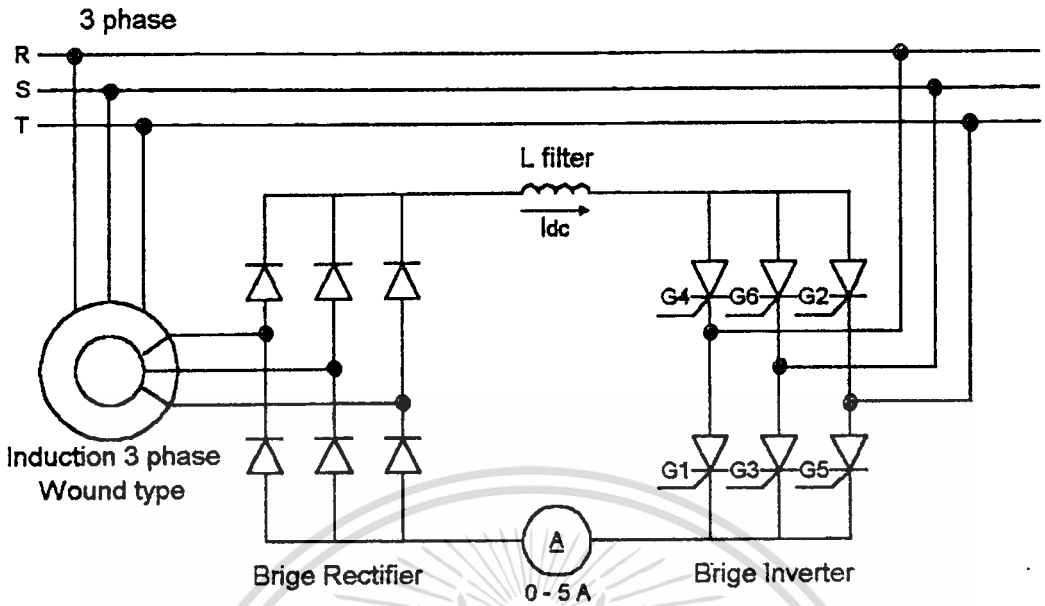 3 phase
R
S
T
L filter
Idc
G4 G6 G2
G1 G3 G5
Induction 3 phase
Wound type
A
Brige Rectifier
Brige Inverter
0 - 5 A